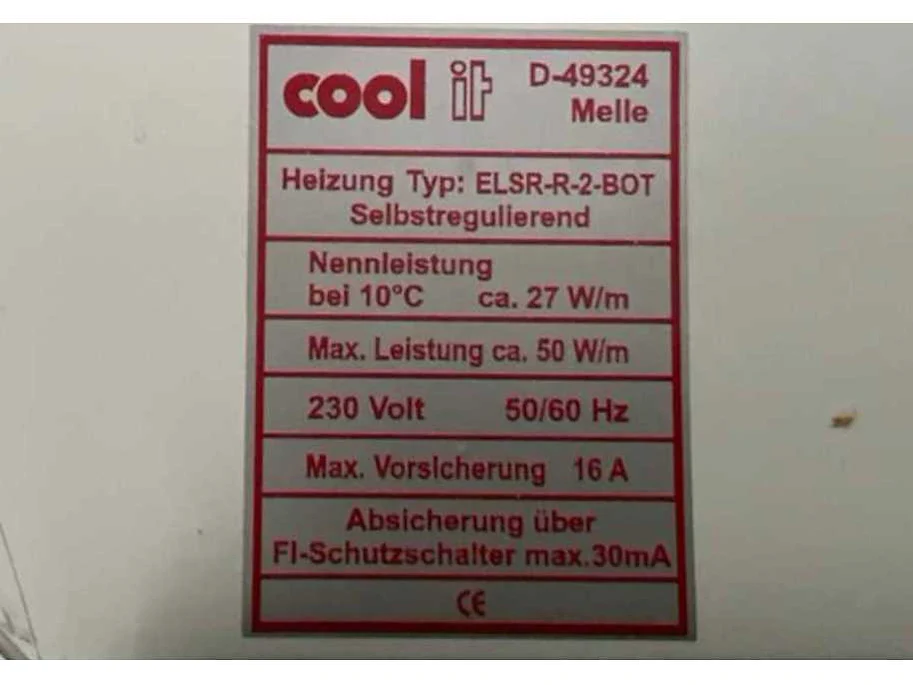 cool it
D-49324
Melle
Heizung Typ: ELSR-R-2-BOT
Selbstregulierend
Nennleistung
bei 10°C ca. 27 W/m
Max. Leistung ca. 50 W/m
230 Volt 50/60 Hz
Max. Vorsicherung 16 A
Absicherung über
FI-Schutzschalter max.30mA
CE